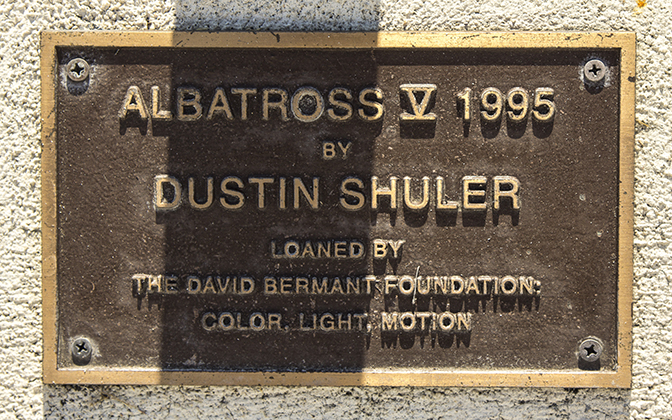 ALBATROSS V 1995
BY
DUSTIN SHULER
LOANED BY
THE DAVID BERMANT FOUNDATION:
COLOR, LIGHT, MOTION